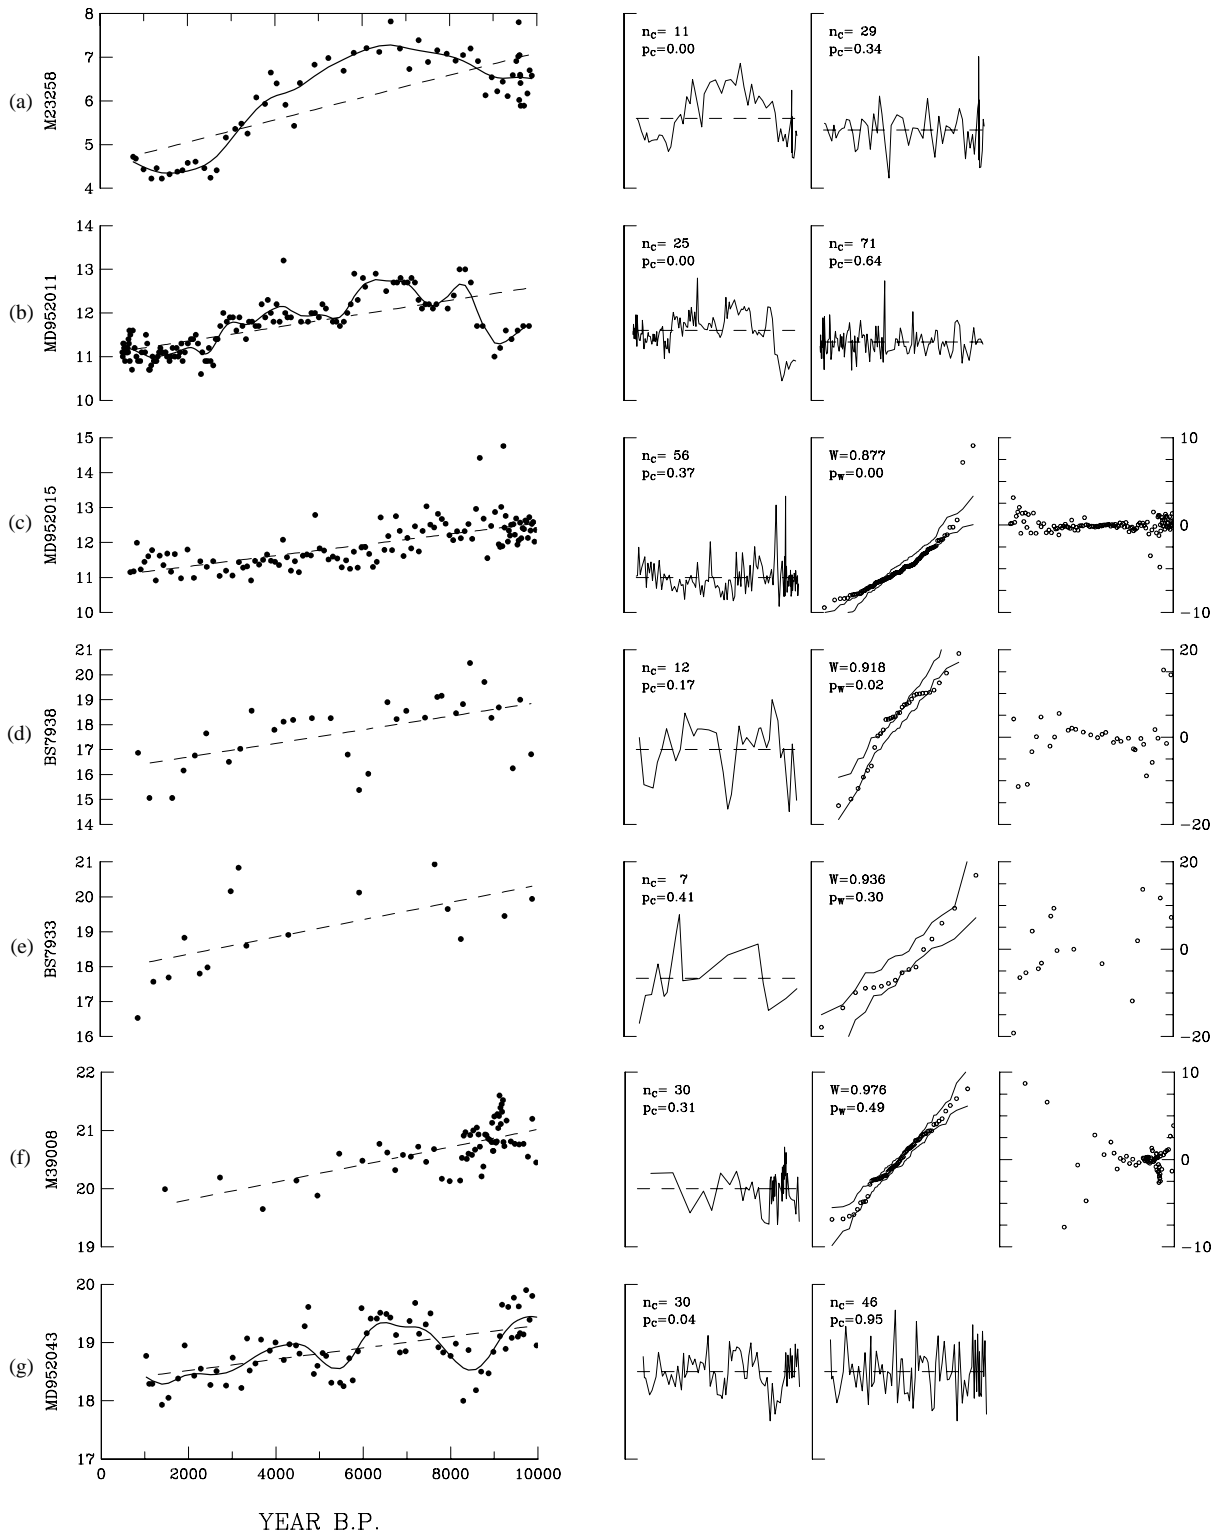 (a)
M23258
8
7
6
5
4
n_c= 11
p_c=0.00
n_c= 29
p_c=0.34
(b)
MD952011
14
13
12
11
10
n_c= 25
p_c=0.00
n_c= 71
p_c=0.64
(c)
MD952015
15
14
13
12
11
10
n_c= 56
p_c=0.37
W=0.877
p_w=0.00
10
0
-10
(d)
BS7938
21
20
19
18
17
16
15
14
n_c= 12
p_c=0.17
W=0.918
p_w=0.02
20
0
-20
(e)
BS7933
21
20
19
18
17
16
n_c= 7
p_c=0.41
W=0.936
p_w=0.30
20
0
-20
(f)
M39008
22
21
20
19
n_c= 30
p_c=0.31
W=0.976
p_w=0.49
10
0
-10
(g)
MD952043
20
19
18
17
n_c= 30
p_c=0.04
n_c= 46
p_c=0.95
0 2000 4000 6000 8000 10000
YEAR B.P.